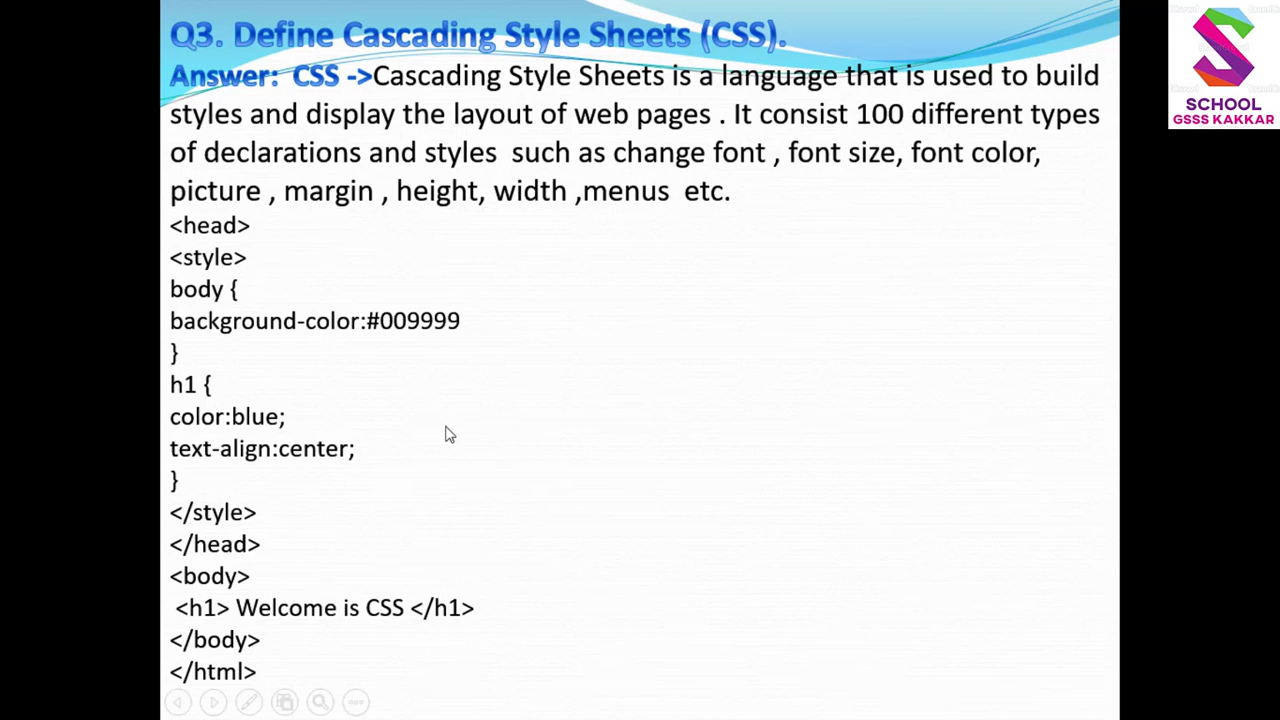 Q3. Define Cascading Style Sheets (CSS).
Answer: CSS ->Cascading Style Sheets is a language that is used to build
styles and display the layout of web pages . It consist 100 different types
of declarations and styles such as change font , font size, font color,
picture , margin , height, width ,menus etc.
<head>
<style>
body {
background-color:#009999
}
h1 {
color:blue;
text-align:center;
}
</style>
</head>
<body>
<h1> Welcome is CSS </h1>
</body>
</html>
SCHOOL
GSSS KAKKAR